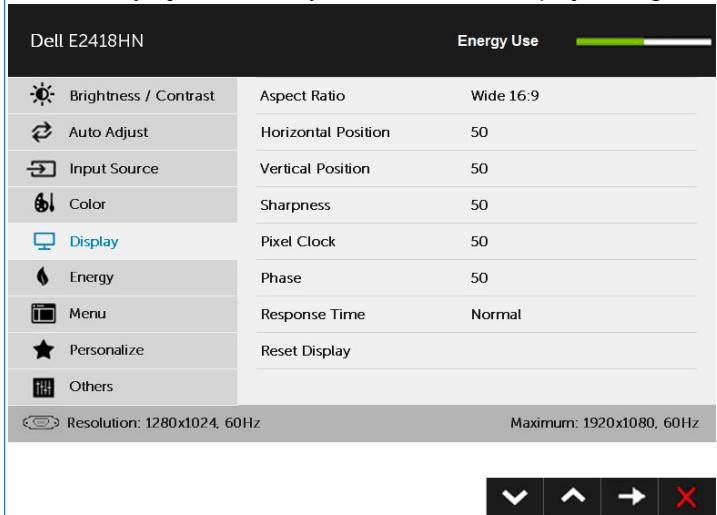 Dell E2418HN Energy Use
Brightness / Contrast Aspect Ratio Wide 16:9
Auto Adjust Horizontal Position 50
Input Source Vertical Position 50
Color Sharpness 50
Display Pixel Clock 50
Energy Phase 50
Menu Response Time Normal
Personalize Reset Display
Others
Resolution: 1280x1024, 60Hz Maximum: 1920x1080, 60Hz